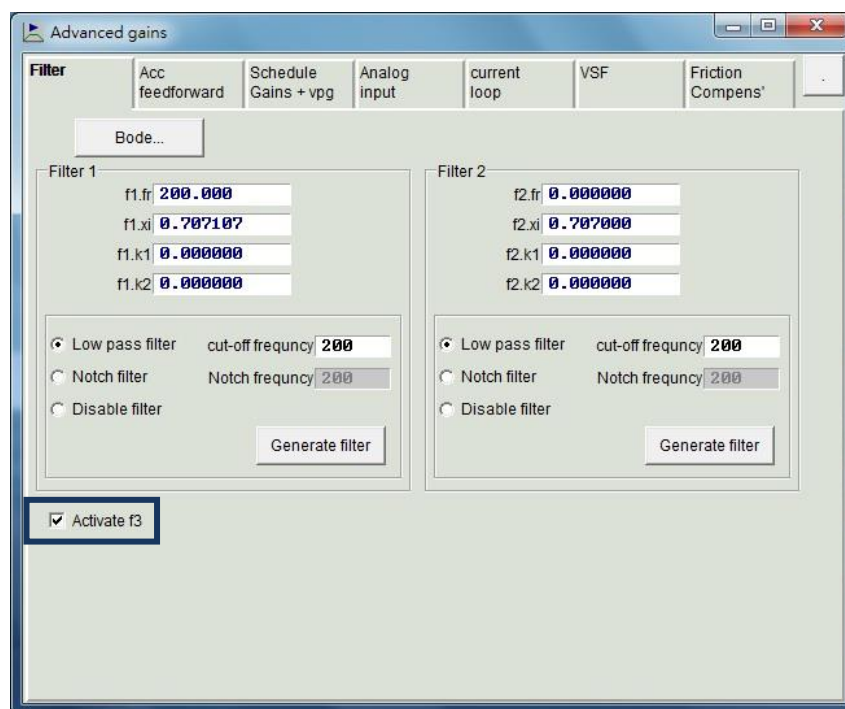 Advanced gains
Filter
Acc feedforward
Schedule Gains + vpg
Analog input
current loop
VSF
Friction Compens'
.
Bode...
Filter 1
f1.fr 200.000
f1.xi 0.707107
f1.k1 0.000000
f1.k2 0.000000
Low pass filter cut-off frequncy 200
Notch filter Notch frequncy 200
Disable filter
Generate filter
Filter 2
f2.fr 0.000000
f2.xi 0.707000
f2.k1 0.000000
f2.k2 0.000000
Low pass filter cut-off frequncy 200
Notch filter Notch frequncy 200
Disable filter
Generate filter
Activate f3